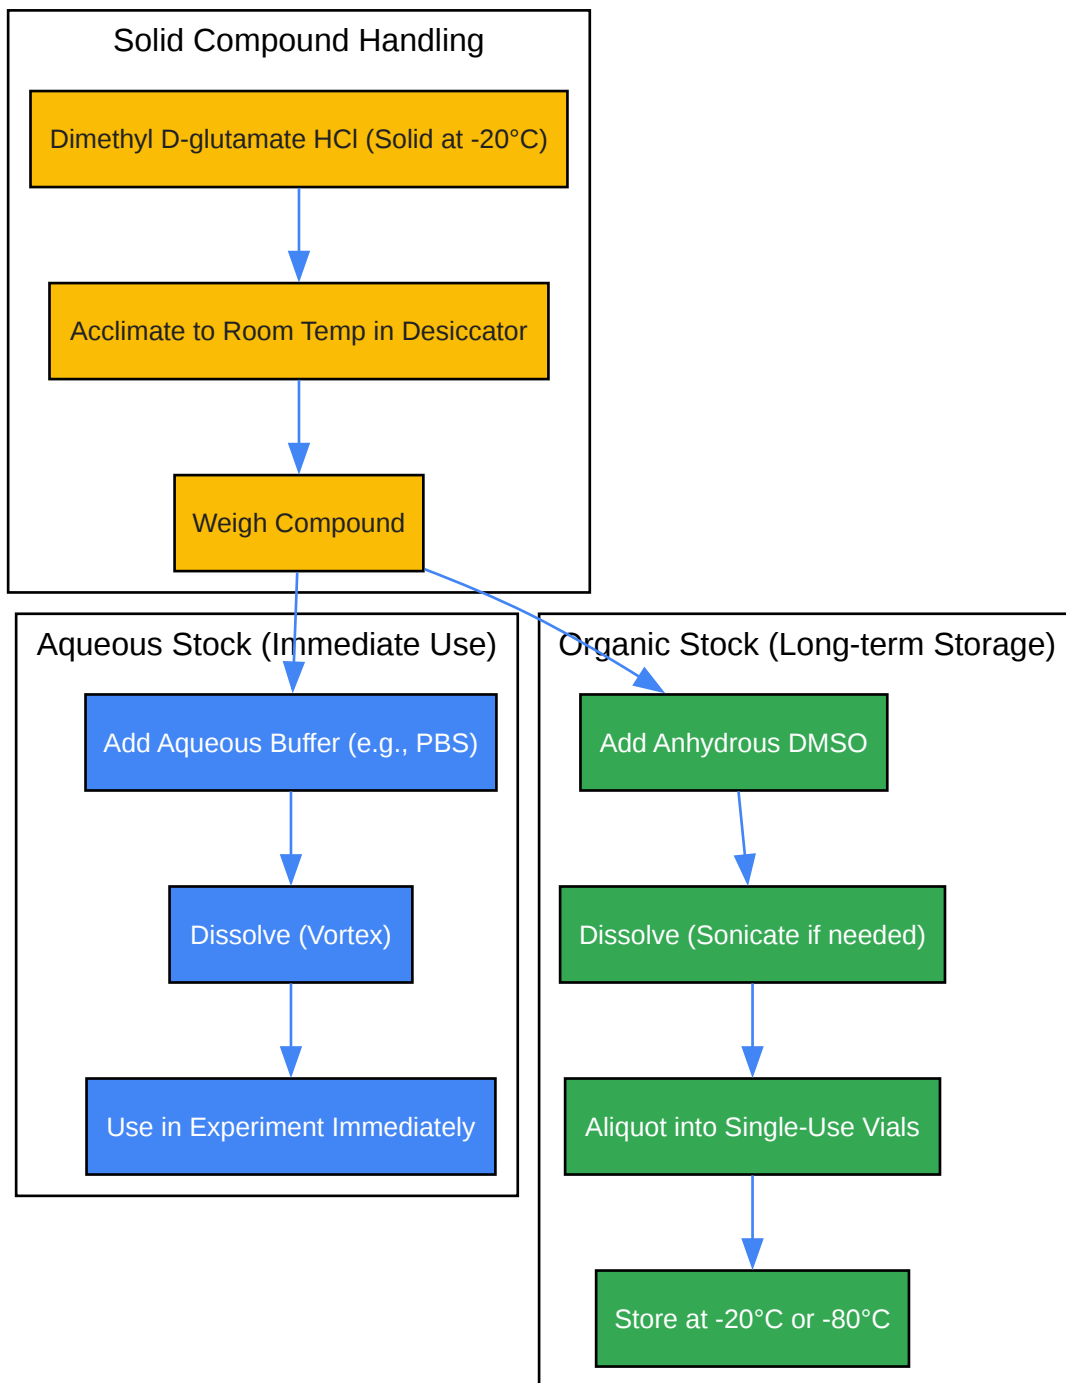 Solid Compound Handling
Dimethyl D-glutamate HCl (Solid at -20°C)
Acclimate to Room Temp in Desiccator
Weigh Compound
Aqueous Stock (Immediate Use)
Add Aqueous Buffer (e.g., PBS)
Dissolve (Vortex)
Use in Experiment Immediately
Organic Stock (Long-term Storage)
Add Anhydrous DMSO
Dissolve (Sonicate if needed)
Aliquot into Single-Use Vials
Store at -20°C or -80°C